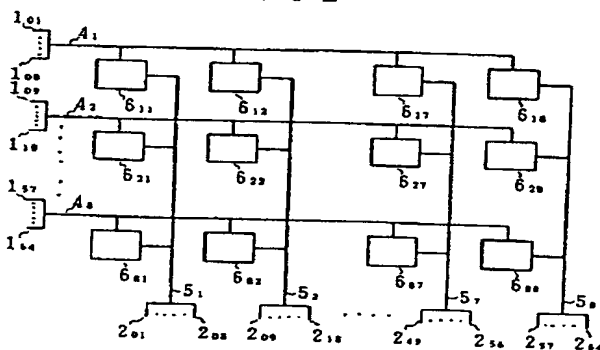 1₀₁ A₁
1₀₈
1₀₉ A₂ 6₁₁ 6₁₂ 6₁₇ 6₁₈
1₁₆ 6₂₁ 6₂₂ 6₂₇ 6₂₈
1₅₇ A₈
1₆₄
6₈₁ 6₈₂ 6₈₇ 6₈₈
5₁ 5₂ 5₇ 5₈
2₀₁ 2₀₈ 2₀₉ 2₁₆ 2₄₉ 2₅₆ 2₅₇ 2₆₄